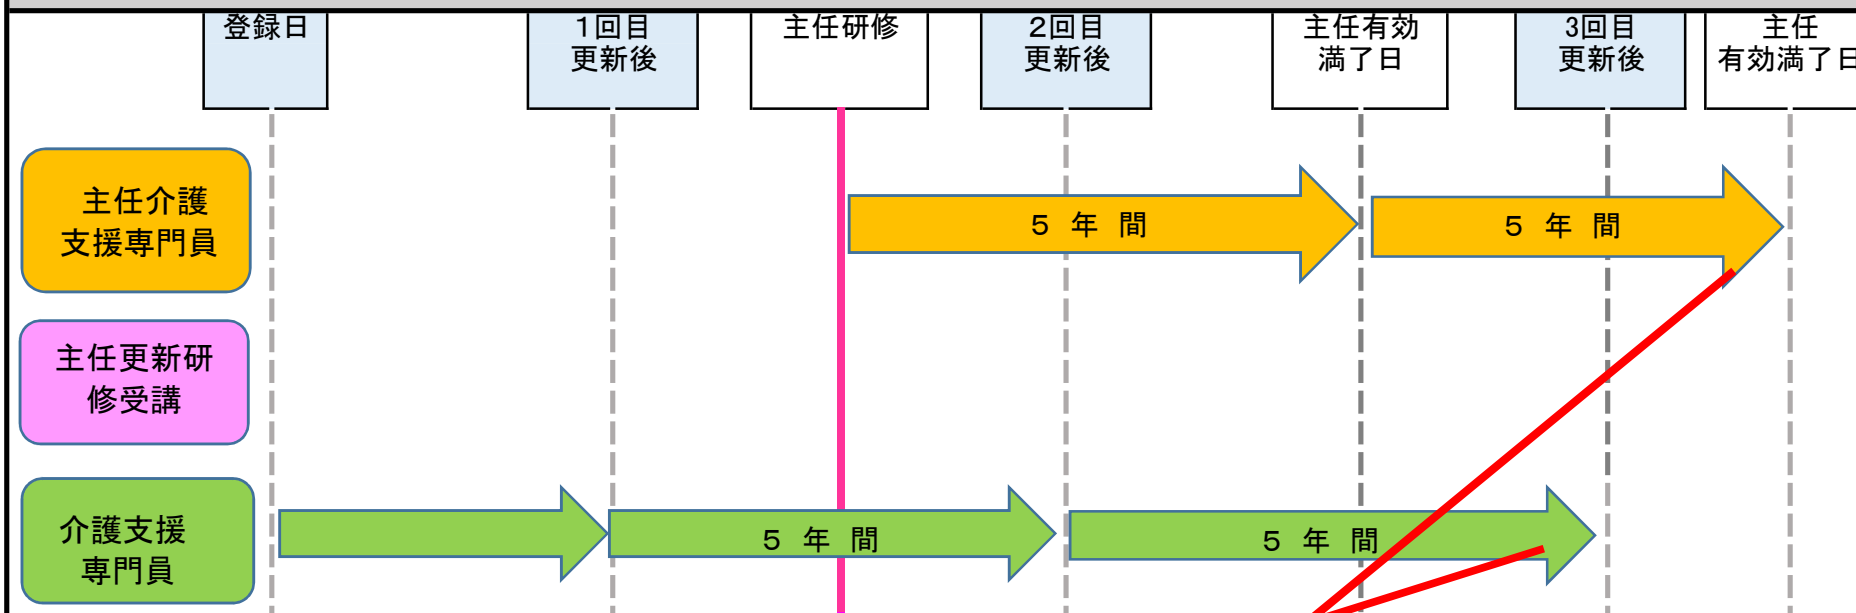 登録日
1回目
更新後
主任研修
2回目
更新後
主任有効
満了日
3回目
更新後
主任
有効満了日
主任介護
支援専門員
5 年 間
5 年 間
主任更新研
修受講
介護支援
専門員
5 年 間
5 年 間